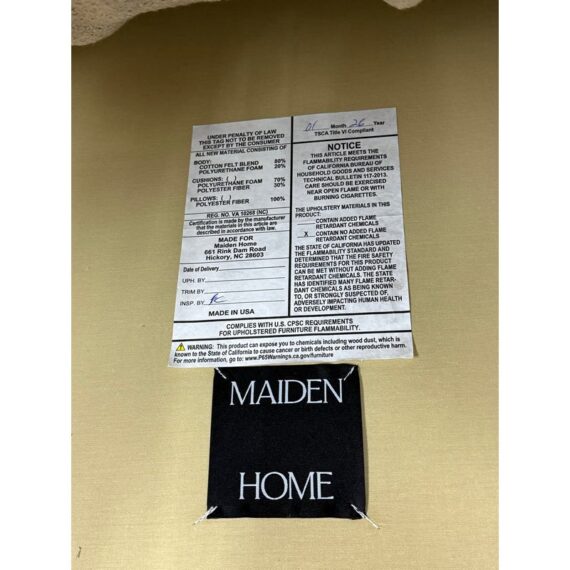 UNDER PENALTY OF LAW
THIS TAG NOT TO BE REMOVED
EXCEPT BY THE CONSUMER
ALL NEW MATERIAL CONSISTING OF
BODY:
COTTON FELT BLEND 80%
POLYURETHANE FOAM 20%
CUSHIONS: ( )
POLYURETHANE FOAM 70%
POLYESTER FIBER 30%
PILLOWS: ( )
POLYESTER FIBER 100%
REG. NO. VA 50268 (NC)
Certification is made by the manufacturer
that the materials in this article are
described in accordance with law.
MADE FOR
Maiden Home
661 Rink Dam Road
Hickory, NC 28603
Date of Delivery
UPH. BY
TRIM BY
INSP. BY
MADE IN USA
01 Month 26 Year
TSCA Title VI Compliant
NOTICE
THIS ARTICLE MEETS THE
FLAMMABILITY REQUIREMENTS
OF CALIFORNIA BUREAU OF
HOUSEHOLD GOODS AND SERVICES
TECHNICAL BULLETIN 117-2013.
CARE SHOULD BE EXERCISED
NEAR OPEN FLAME OR WITH
BURNING CIGARETTES.
THE UPHOLSTERY MATERIALS IN THIS
PRODUCT:
CONTAIN ADDED FLAME
RETARDANT CHEMICALS
X CONTAIN NO ADDED FLAME
RETARDANT CHEMICALS
THE STATE OF CALIFORNIA HAS UPDATED
THE FLAMMABILITY STANDARD AND
DETERMINED THAT THE FIRE SAFETY
REQUIREMENTS FOR THIS PRODUCT
CAN BE MET WITHOUT ADDING FLAME
RETARDANT CHEMICALS. THE STATE
HAS IDENTIFIED MANY FLAME RETAR-
DANT CHEMICALS AS BEING KNOWN
TO, OR STRONGLY SUSPECTED OF,
ADVERSELY IMPACTING HUMAN HEALTH
OR DEVELOPMENT.
COMPLIES WITH U.S. CPSC REQUIREMENTS
FOR UPHOLSTERED FURNITURE FLAMMABILITY.
WARNING: This product can expose you to chemicals including wood dust, which is
known to the State of California to cause cancer or birth defects or other reproductive harm.
For more information, go to: www.P65Warnings.ca.gov/furniture
MAIDEN
HOME